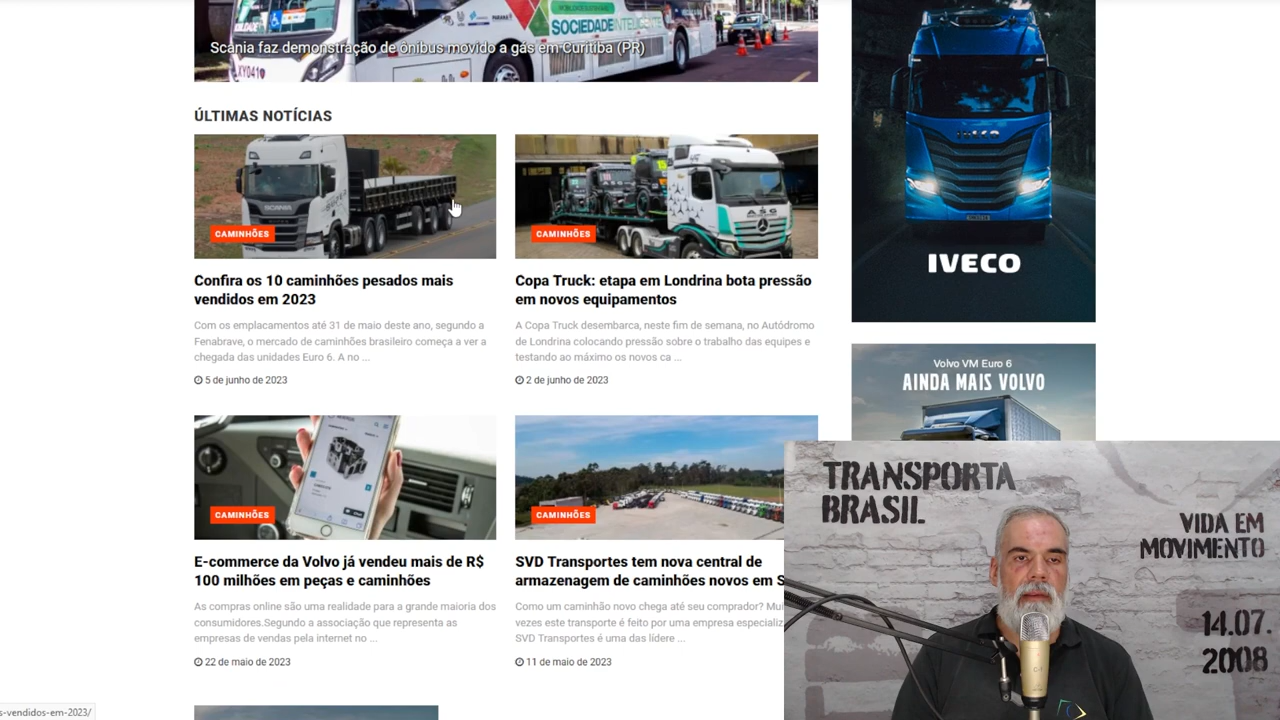 SOCIEDADE INTELIGENTE
PARANÁ
Scania faz demonstração de ônibus movido a gás em Curitiba (PR)
ÚLTIMAS NOTÍCIAS
SCANIA
CAMINHÕES
Confira os 10 caminhões pesados mais
vendidos em 2023
Com os emplacamentos até 31 de maio deste ano, segundo a
Fenabrave, o mercado de caminhões brasileiro começa a ver a
chegada das unidades Euro 6. A no ...
5 de junho de 2023
ASG
CAMINHÕES
Copa Truck: etapa em Londrina bota pressão
em novos equipamentos
A Copa Truck desembarca, neste fim de semana, no Autódromo
de Londrina colocando pressão sobre o trabalho das equipes e
testando ao máximo os novos ca ...
2 de junho de 2023
CAMINHÕES
E-commerce da Volvo já vendeu mais de R$
100 milhões em peças e caminhões
As compras online são uma realidade para a grande maioria dos
consumidores.Segundo a associação que representa as
empresas de vendas pela internet no ...
22 de maio de 2023
CAMINHÕES
SVD Transportes tem nova central de
armazenagem de caminhões novos em S
Como um caminhão novo chega até seu comprador?
vezes este transporte é feito por uma empresa
SVD Transportes é uma das lídere ...
11 de maio de 2023
IVECO
IVECO
Volvo VM Euro 6
AINDA MAIS VOLVO
TRANSPORTA
BRASIL
VIDA EM
MOVIMENTO
14.07.
2008
s-vendidos-em-2023/